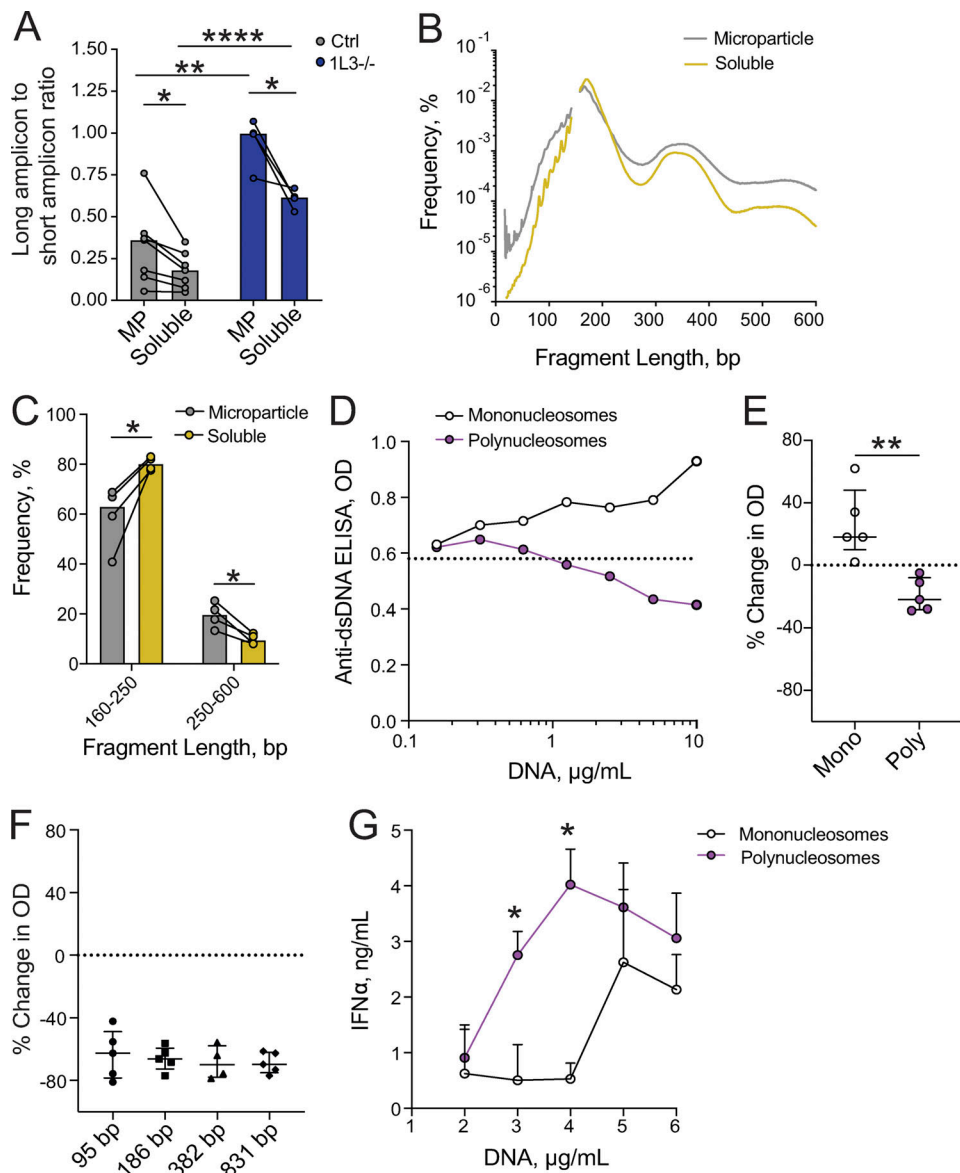 A
Ctrl
1L3-/-
****
**
*
*
Long amplicon to
short amplicon ratio
1.50
1.25
1.00
0.75
0.50
0.25
0.00
MP
Soluble
MP
Soluble
B
Microparticle
Soluble
Frequency, %
10-1
10-2
10-3
10-4
10-5
10-6
0 100 200 300 400 500 600
Fragment Length, bp
C
Microparticle
Soluble
*
*
Frequency, %
100
80
60
40
20
0
160-250
250-600
Fragment Length, bp
D
Mononucleosomes
Polynucleosomes
Anti-dsDNA ELISA, OD
1.0
0.8
0.6
0.4
0.2
0.0
0.1 1 10
DNA, µg/mL
E
**
% Change in OD
80
40
0
-40
-80
Mono
Poly
F
% Change in OD
80
40
0
-40
-80
95 bp
186 bp
382 bp
831 bp
G
Mononucleosomes
Polynucleosomes
*
*
IFNα, ng/mL
5
4
3
2
1
0
1 2 3 4 5 6
DNA, µg/mL